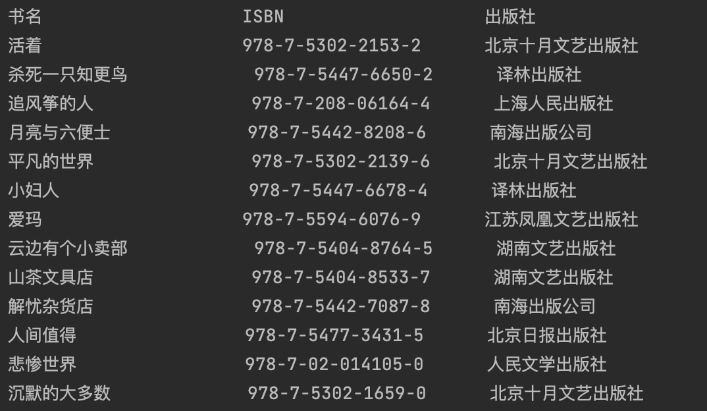 书名 ISBN 出版社
活着 978-7-5302-2153-2 北京十月文艺出版社
杀死一只知更鸟 978-7-5447-6650-2 译林出版社
追风筝的人 978-7-208-06164-4 上海人民出版社
月亮与六便士 978-7-5442-8208-6 南海出版公司
平凡的世界 978-7-5302-2139-6 北京十月文艺出版社
小妇人 978-7-5447-6678-4 译林出版社
爱玛 978-7-5594-6076-9 江苏凤凰文艺出版社
云边有个小卖部 978-7-5404-8764-5 湖南文艺出版社
山茶文具店 978-7-5404-8533-7 湖南文艺出版社
解忧杂货店 978-7-5442-7087-8 南海出版公司
人间值得 978-7-5477-3431-5 北京日报出版社
悲惨世界 978-7-02-014105-0 人民文学出版社
沉默的大多数 978-7-5302-1659-0 北京十月文艺出版社